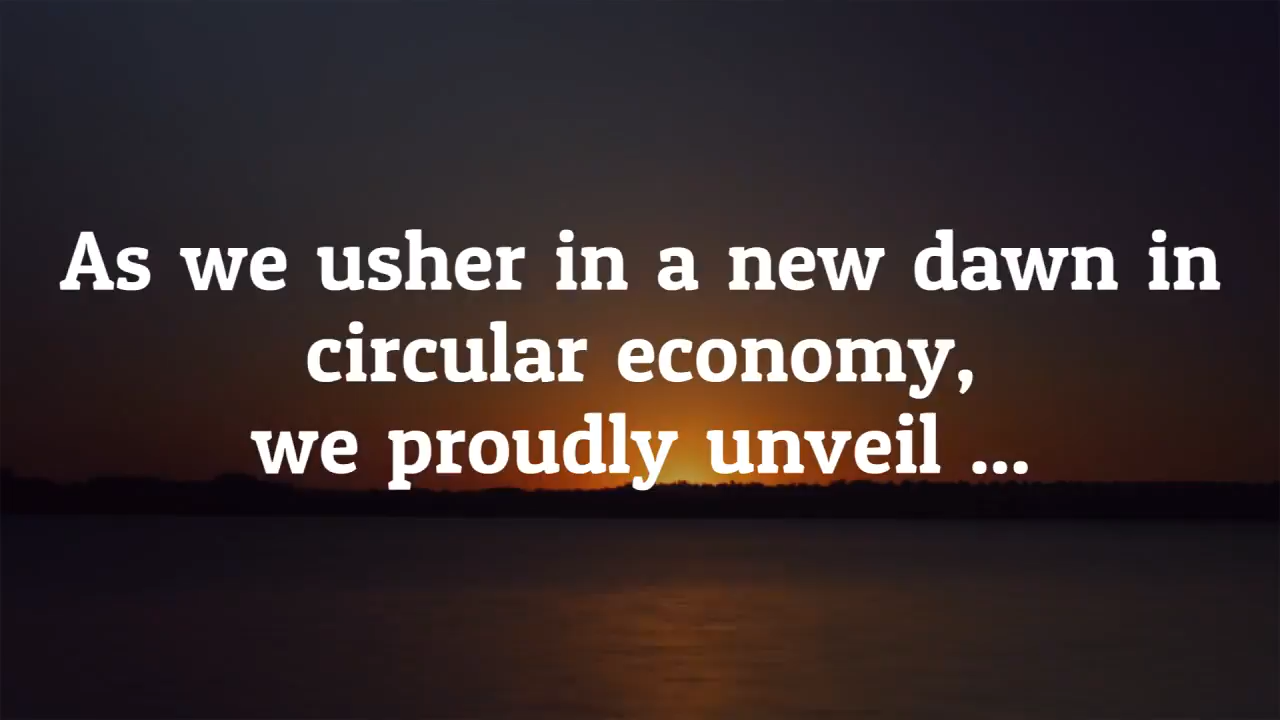 As we usher in a new dawn in
circular economy,
we proudly unveil ...